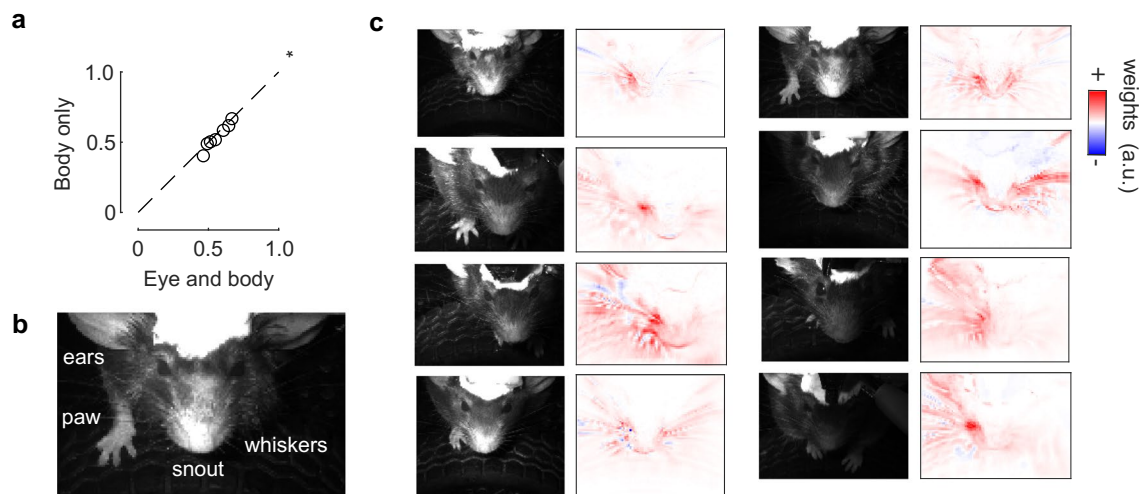 a
*
1.0
0.5
0
Body only
0
0.5
1.0
Eye and body
b
ears
paw
snout
whiskers
c
+
-
weights (a.u.)